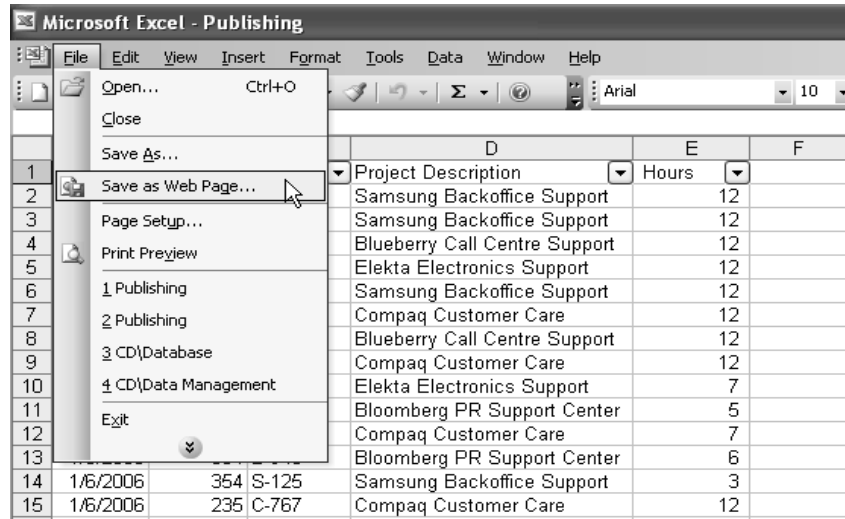 Microsoft Excel - Publishing
File Edit View Insert Format Tools Data Window Help
Open... Ctrl+O
Σ Arial 10
Close
Save As...
Save as Web Page...
Page Setup...
Print Preview
1 Publishing
2 Publishing
3 CD\Database
4 CD\Data Management
Exit
D E F
1 Project Description Hours
2 Samsung Backoffice Support 12
3 Samsung Backoffice Support 12
4 Blueberry Call Centre Support 12
5 Elekta Electronics Support 12
6 Samsung Backoffice Support 12
7 Compaq Customer Care 12
8 Blueberry Call Centre Support 12
9 Compaq Customer Care 12
10 Elekta Electronics Support 7
11 Bloomberg PR Support Center 5
12 Compaq Customer Care 7
13 Bloomberg PR Support Center 6
14 1/6/2006 354 S-125 Samsung Backoffice Support 3
15 1/6/2006 235 C-767 Compaq Customer Care 12